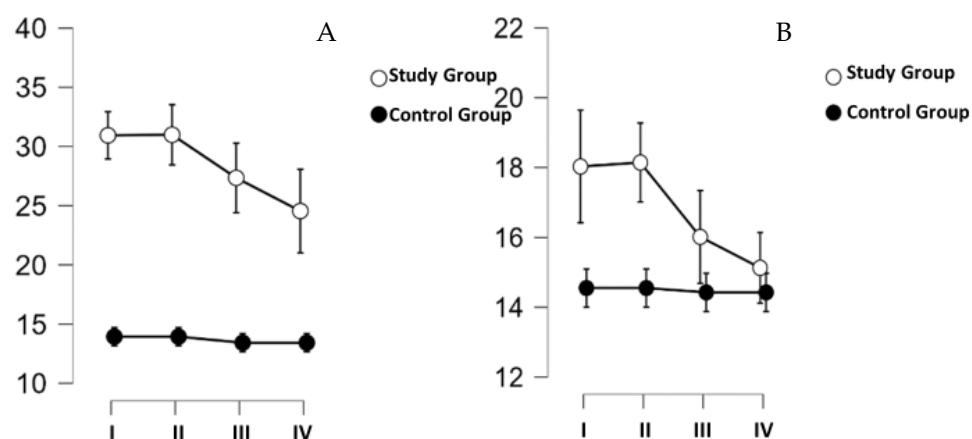 A
40
35
30
25
20
15
10
Study Group
Control Group
I II III IV
B
22
20
18
16
14
12
Study Group
Control Group
I II III IV